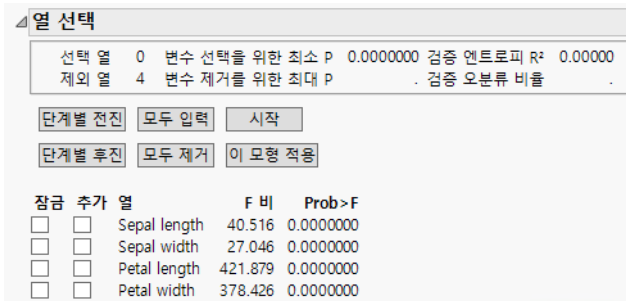 열 선택
선택 열 0 변수 선택을 위한 최소 P 0.0000000 검증 엔트로피 R² 0.00000
제외 열 4 변수 제거를 위한 최대 P . 검증 오분류 비율 .
단계별 전진 모두 입력 시작
단계별 후진 모두 제거 이 모형 적용
잠금 추가 열 F 비 Prob>F
Sepal length 40.516 0.0000000
Sepal width 27.046 0.0000000
Petal length 421.879 0.0000000
Petal width 378.426 0.0000000